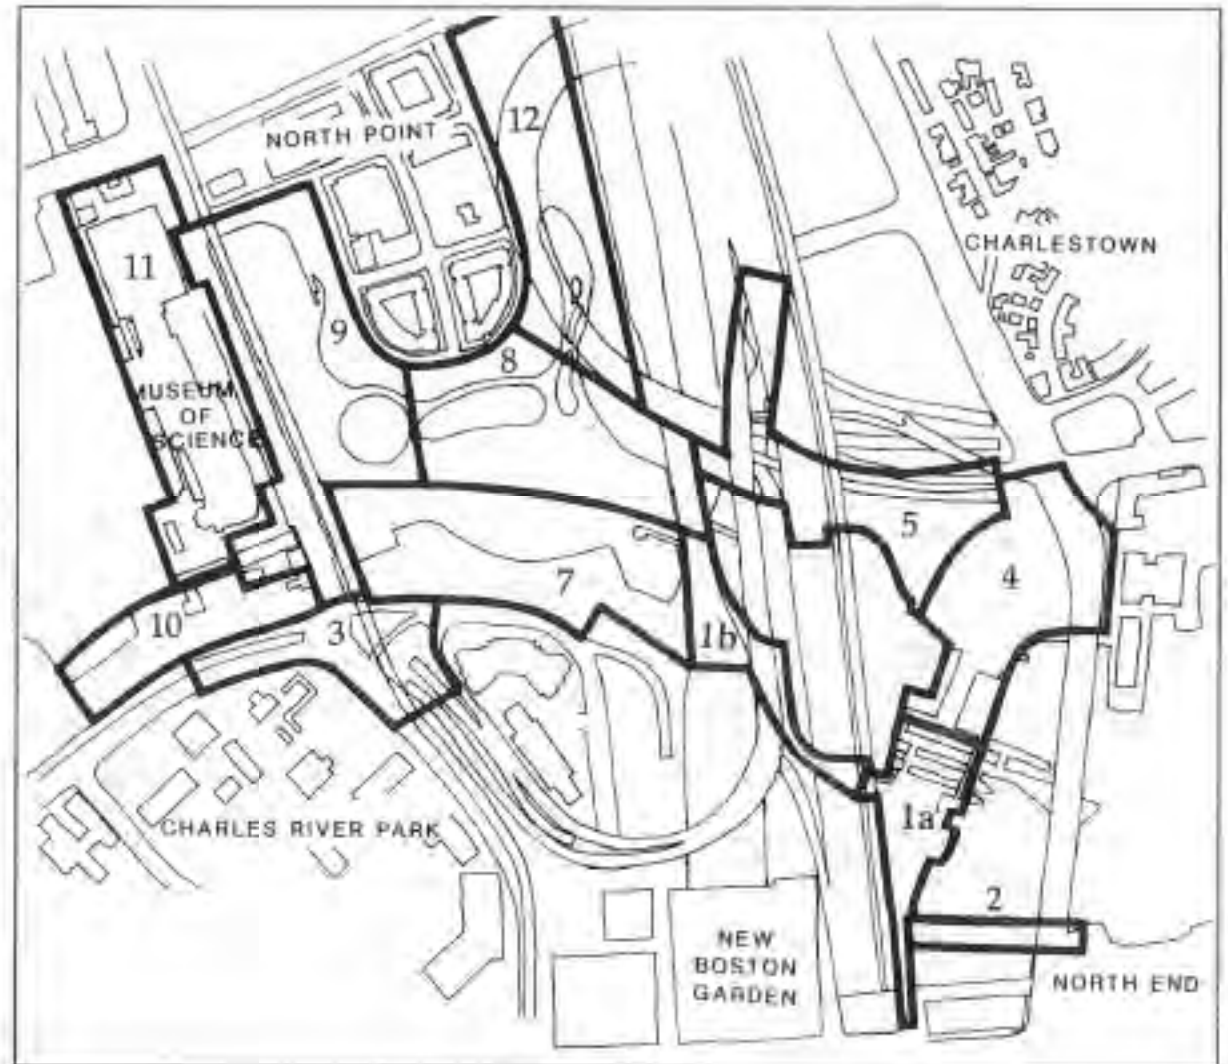 12
NORTH POINT
CHARLESTOWN
11
9
8
MUSEUM
OF
SCIENCE
5
7
4
10
3
1b
CHARLES RIVER PARK
1a
2
NEW
BOSTON
GARDEN
NORTH END